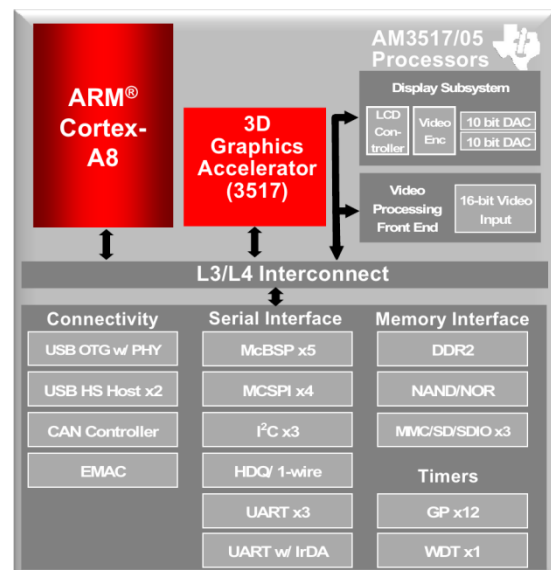 AM3517/05
Processors
ARM®
Cortex-
A8
3D
Graphics
Accelerator
(3517)
Display Subsystem
LCD
Con-
troller
Video
Enc
10 bit DAC
10 bit DAC
Video
Processing
Front End
16-bit Video
Input
L3/L4 Interconnect
Connectivity
USB OTG w/ PHY
USB HS Host x2
CAN Controller
EMAC
Serial Interface
McBSP x5
MCSPI x4
I²C x3
HDQ/ 1-wire
UART x3
UART w/ IrDA
Memory Interface
DDR2
NAND/NOR
MMC/SD/SDIO x3
Timers
GP x12
WDT x1